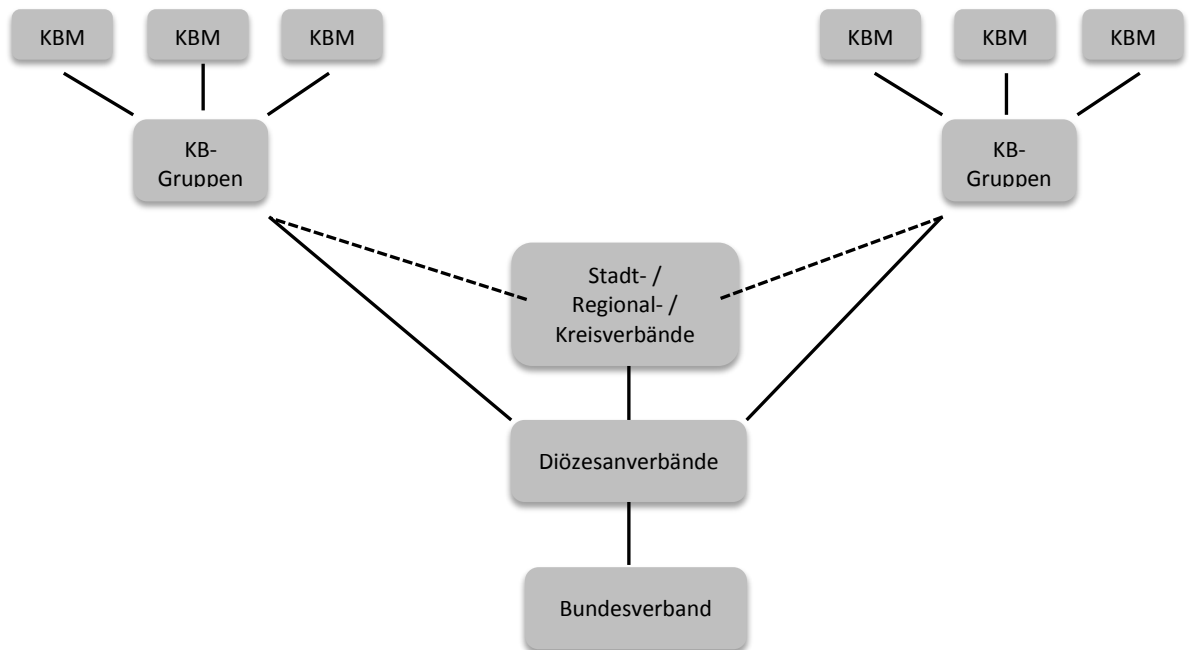 KBM
KBM
KBM
KBM
KBM
KBM
KB-
Gruppen
KB-
Gruppen
Stadt- /
Regional- /
Kreisverbände
Diözesanverbände
Bundesverband